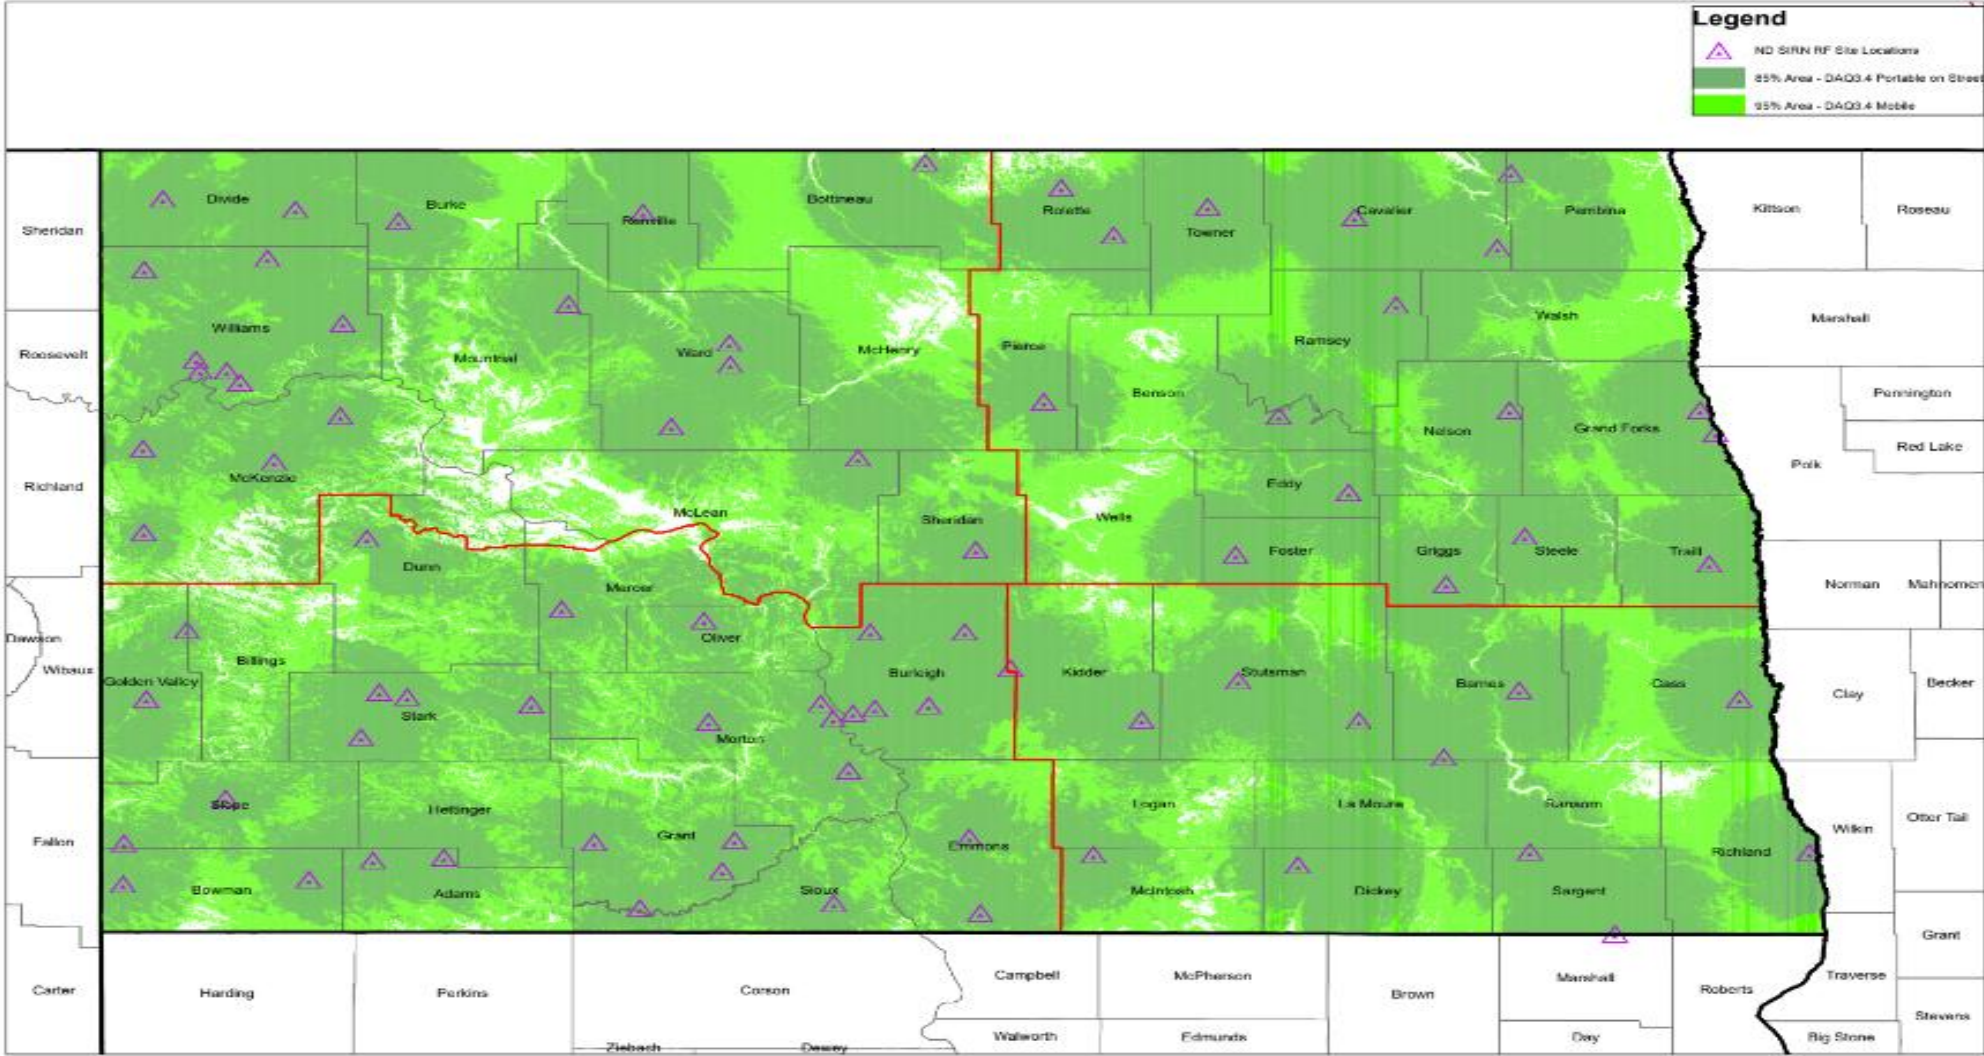 Legend
ND SIRN RF Site Locations
85% Area - DAQ3.4 Portable on Street
95% Area - DAQ3.4 Mobile
Divide
Burke
Renville
Bottineau
Rolette
Towner
Cavalier
Pembina
Kittson
Roseau
Sheridan
Williams
Mountrail
Ward
McHenry
Pierce
Benson
Ramsey
Walsh
Marshall
Roosevelt
Pennington
Nelson
Grand Forks
Red Lake
Polk
McKenzie
Richland
Eddy
McLean
Sheridan
Wells
Foster
Griggs
Steele
Traill
Dunn
Mercer
Norman
Mahnomen
Dawson
Oliver
Wibaux
Billings
Golden Valley
Burleigh
Kidder
Stutsman
Barnes
Cass
Clay
Becker
Stark
Morton
Slope
Hettinger
Grant
Logan
La Moure
Ransom
Fallon
Emmons
Wilkin
Otter Tail
Richland
Bowman
Adams
Sioux
McIntosh
Dickey
Sargent
Grant
Carter
Harding
Perkins
Corson
Campbell
McPherson
Brown
Marshall
Roberts
Traverse
Stevens
Ziebach
Dewey
Walworth
Edmunds
Day
Big Stone